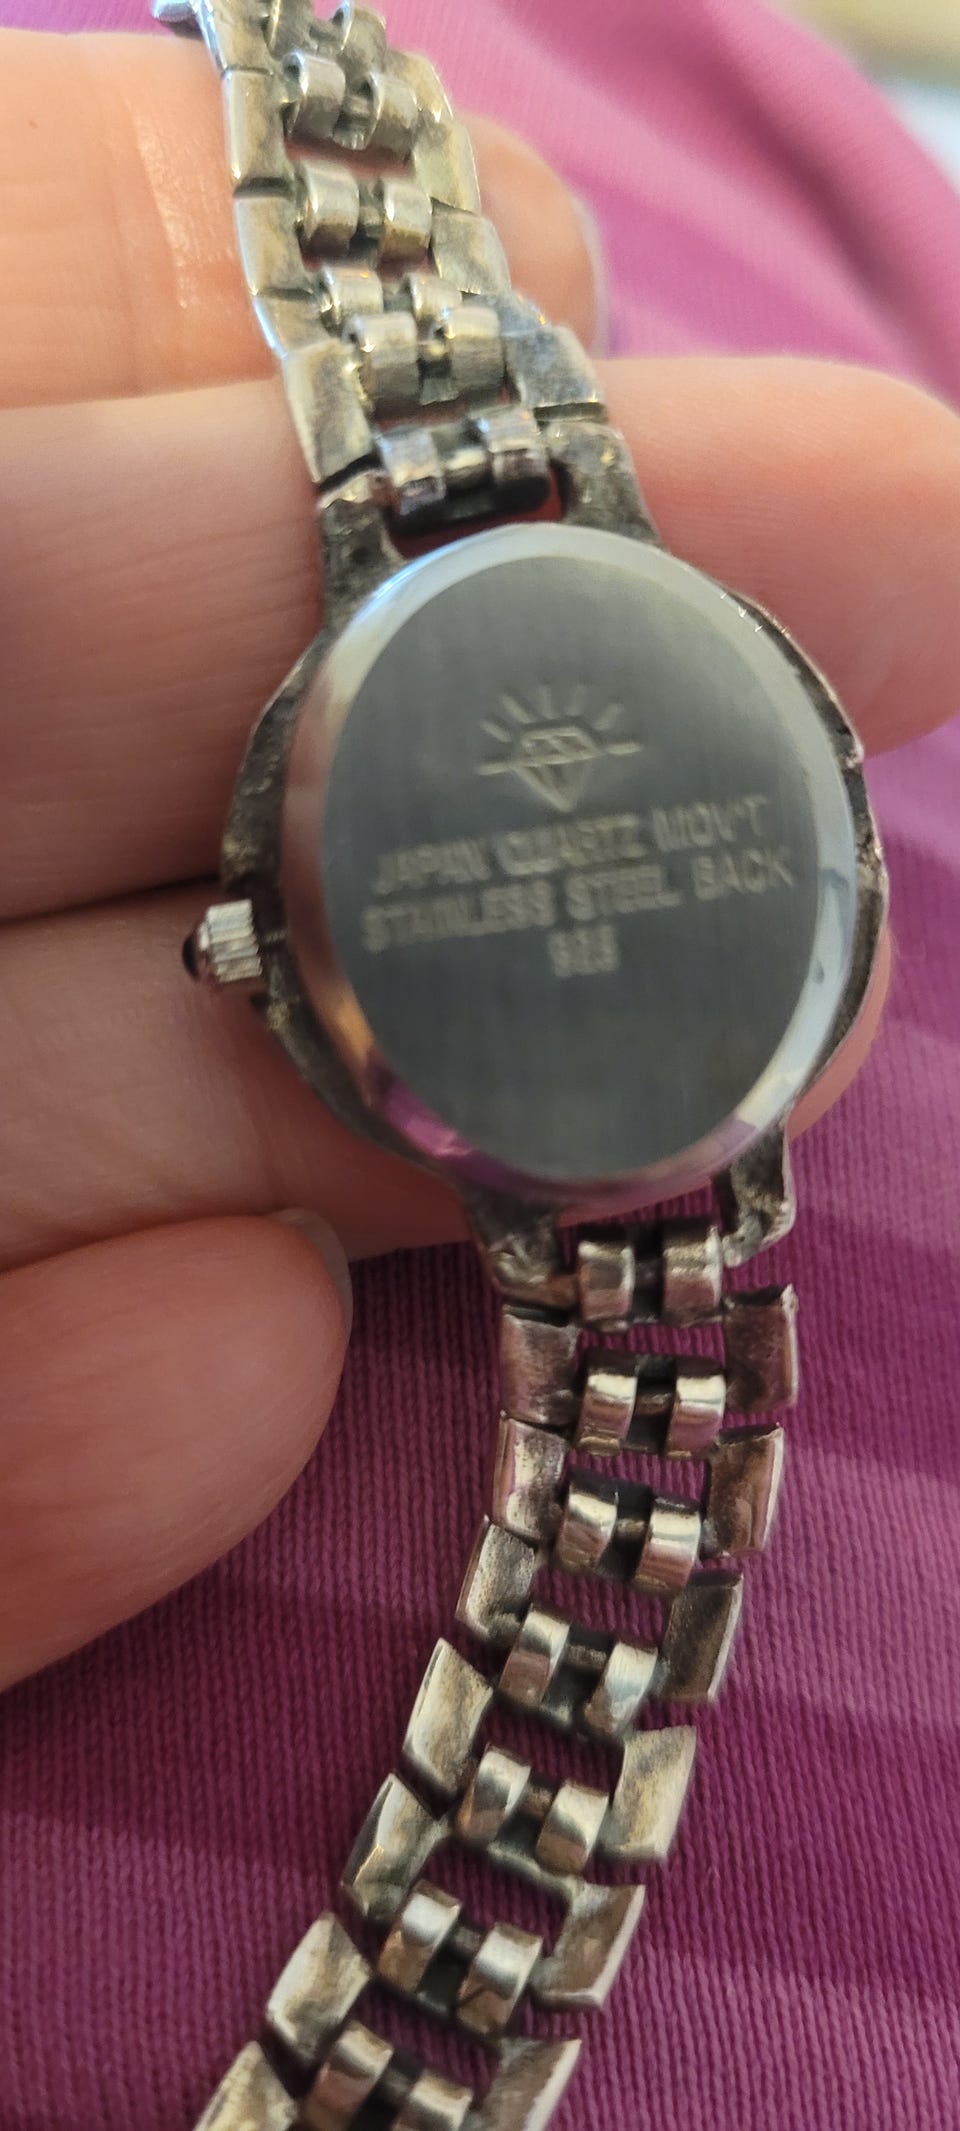 JAPAN QUARTZ MOV'T
STAINLESS STEEL BACK
925